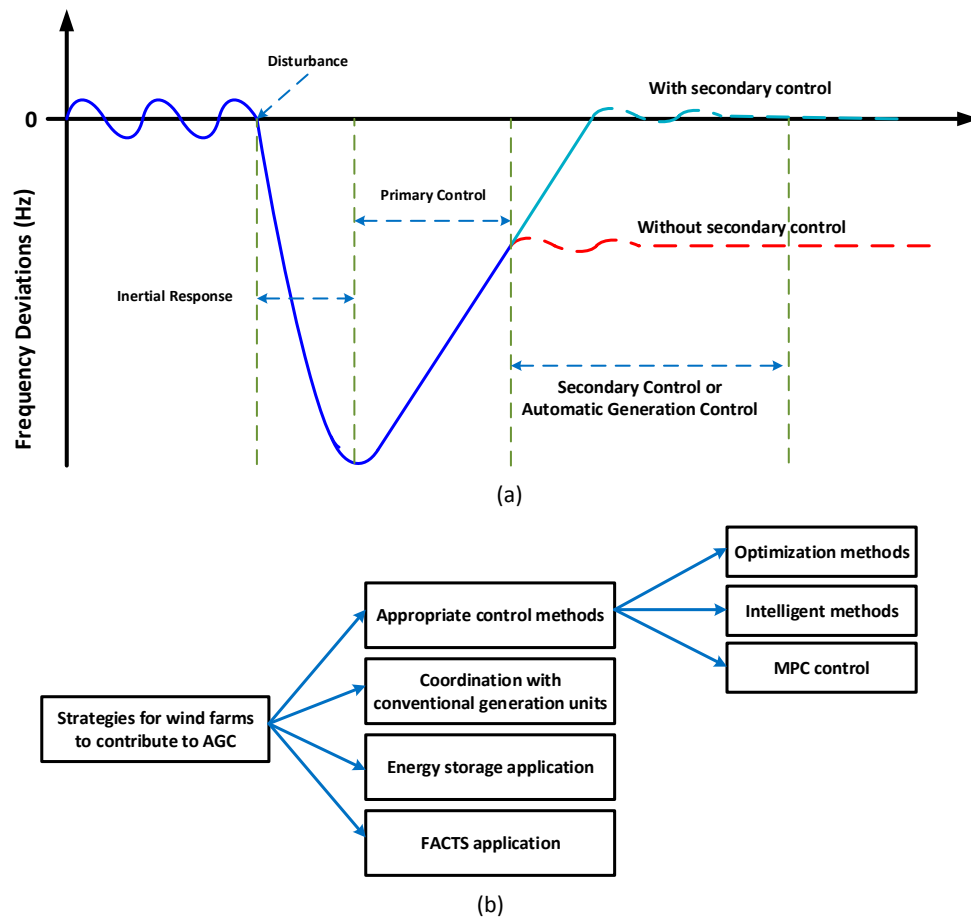 Disturbance
With secondary control
0
Primary Control
Without secondary control
Inertial Response
Frequency Deviations (Hz)
Secondary Control or
Automatic Generation Control
(a)
Optimization methods
Appropriate control methods
Intelligent methods
MPC control
Coordination with
conventional generation units
Strategies for wind farms
to contribute to AGC
Energy storage application
FACTS application
(b)